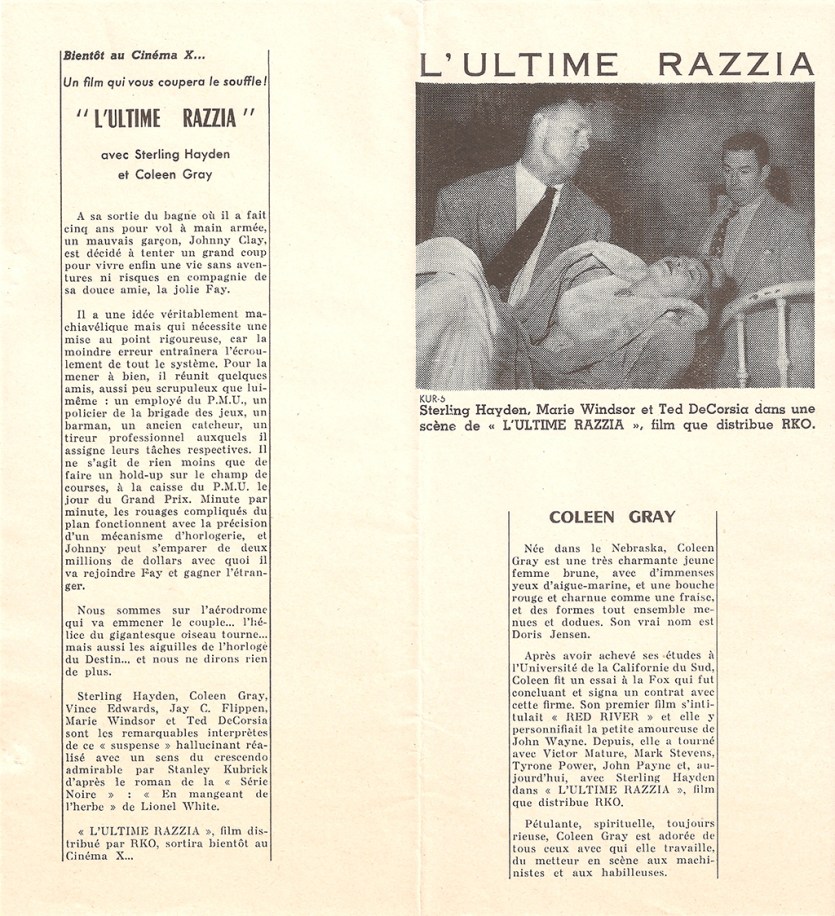 Bientôt au Cinéma X...
Un film qui vous coupera le souffle!
"L'ULTIME RAZZIA"
avec Sterling Hayden
et Coleen Gray
A sa sortie du bagne où il a fait
cinq ans pour vol à main armée,
un mauvais garçon, Johnny Clay,
est décidé à tenter un grand coup
pour vivre enfin une vie sans aven-
tures ni risques en compagnie de
sa douce amie, la jolie Fay.
Il a une idée véritablement ma-
chiavélique mais qui nécessite une
mise au point rigoureuse, car la
moindre erreur entraînera l'écrou-
lement de tout le système. Pour la
mener à bien, il réunit quelques
amis, aussi peu scrupuleux que lui-
même : un employé du P.M.U., un
policier de la brigade des jeux, un
barman, un ancien catcheur, un
tireur professionnel auxquels il
assigne leurs tâches respectives. Il
ne s'agit de rien moins que de
faire un hold-up sur le champ de
courses, à la caisse du P.M.U. le
jour du Grand Prix. Minute par
minute, les rouages compliqués du
plan fonctionnent avec la précision
d'un mécanisme d'horlogerie, et
Johnny peut s'emparer de deux
millions de dollars avec quoi il
va rejoindre Fay et gagner l'étran-
ger.
Nous sommes sur l'aérodrome
qui va emmener le couple... l'hé-
lice du gigantesque oiseau tourne...
mais aussi les aiguilles de l'horloge
du Destin... et nous ne dirons rien
de plus.
Sterling Hayden, Coleen Gray,
Vince Edwards, Jay C. Flippen,
Marie Windsor et Ted DeCorsia
sont les remarquables interprètes
de ce « suspense » hallucinant réa-
lisé avec un sens du crescendo
admirable par Stanley Kubrick
d'après le roman de la « Série
Noire » : « En mangeant de
l'herbe » de Lionel White.
« L'ULTIME RAZZIA », film dis-
tribué par RKO, sortira bientôt au
Cinéma X...
L'ULTIME RAZZIA
KUR-5
Sterling Hayden, Marie Windsor et Ted DeCorsia dans une
scène de « L'ULTIME RAZZIA », film que distribue RKO.
COLEEN GRAY
Née dans le Nebraska, Coleen
Gray est une très charmante jeune
femme brune, avec d'immenses
yeux d'aigue-marine, et une bouche
rouge et charnue comme une fraise,
et des formes tout ensemble me-
nues et dodues. Son vrai nom est
Doris Jensen.
Après avoir achevé ses études à
l'Université de la Californie du Sud,
Coleen fit un essai à la Fox qui fut
concluant et signa un contrat avec
cette firme. Son premier film s'inti-
tulait « RED RIVER » et elle y
personnifiait la petite amoureuse de
John Wayne. Depuis, elle a tourné
avec Victor Mature, Mark Stevens,
Tyrone Power, John Payne et, au-
jourd'hui, avec Sterling Hayden
dans « L'ULTIME RAZZIA », film
que distribue RKO.
Pétulante, spirituelle, toujours
rieuse, Coleen Gray est adorée de
tous ceux avec qui elle travaille,
du metteur en scène aux machi-
nistes et aux habilleuses.